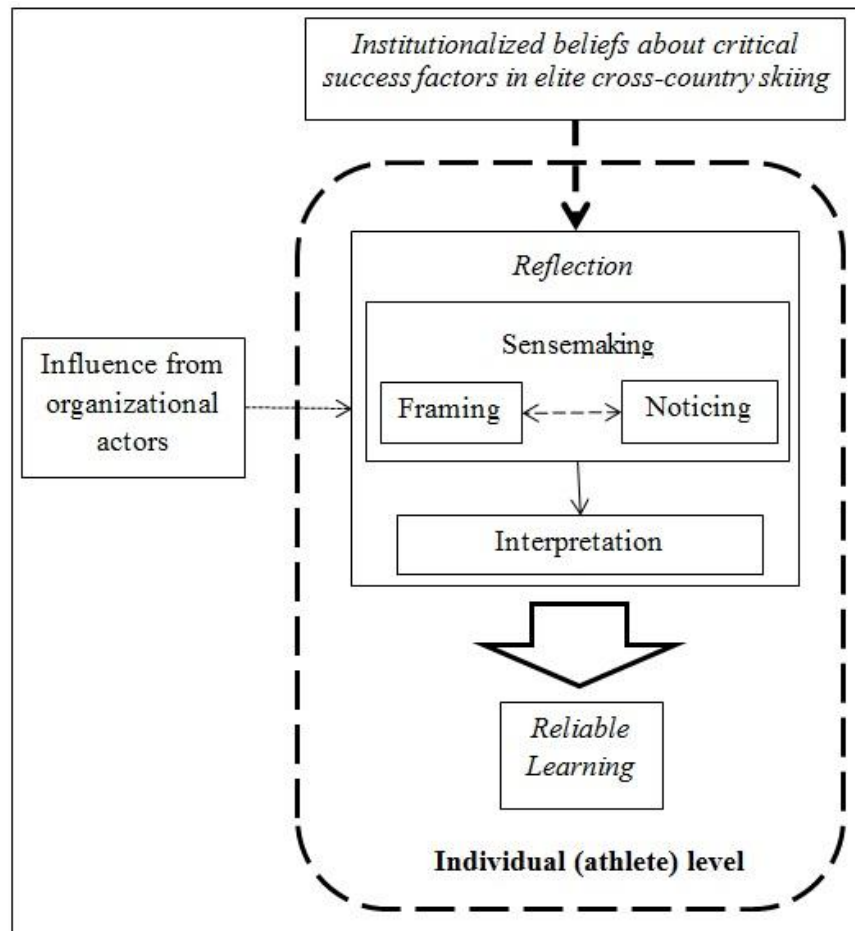 Institutionalized beliefs about critical
success factors in elite cross-country skiing
Reflection
Sensemaking
Influence from
organizational
actors
Framing
Noticing
Interpretation
Reliable
Learning
Individual (athlete) level